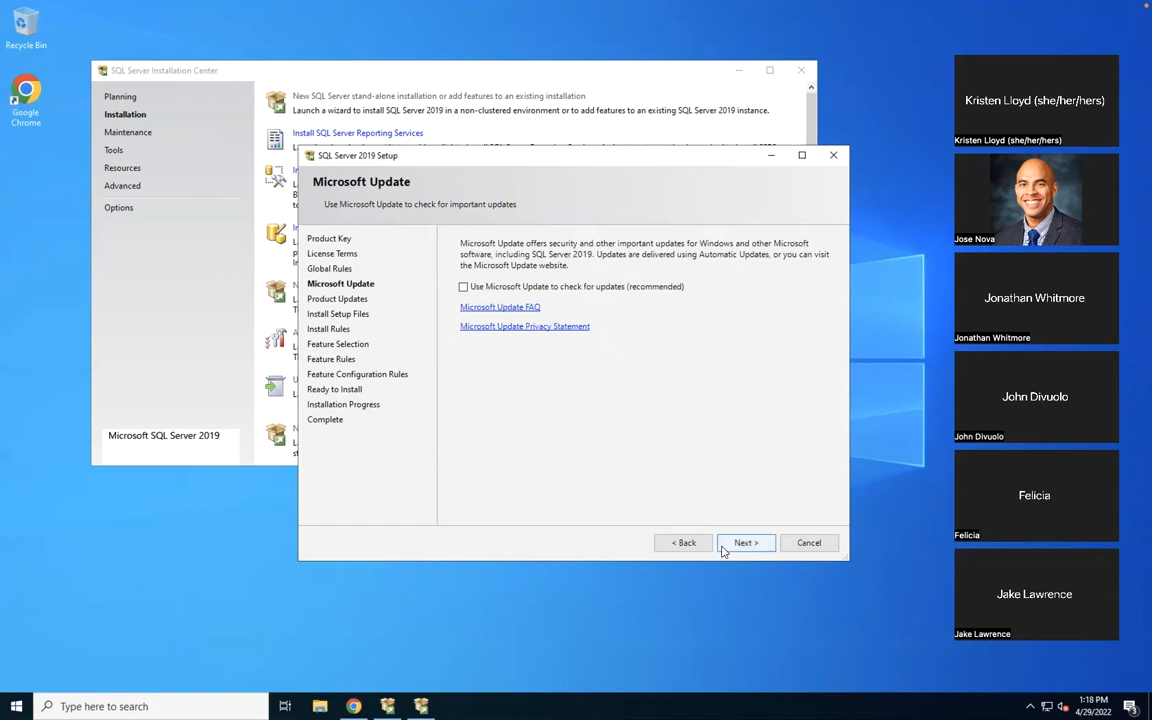 Recycle Bin
Google
Chrome
SQL Server Installation Center
Planning
Installation
Maintenance
Tools
Resources
Advanced
Options
Microsoft SQL Server 2019
New SQL Server stand-alone installation or add features to an existing installation
Launch a wizard to install SQL Server 2019 in a non-clustered environment or to add features to an existing SQL Server 2019 instance.
Install SQL Server Reporting Services
SQL Server 2019 Setup
Microsoft Update
Use Microsoft Update to check for important updates
Product Key
License Terms
Global Rules
Microsoft Update
Product Updates
Install Setup Files
Install Rules
Feature Selection
Feature Rules
Feature Configuration Rules
Ready to Install
Installation Progress
Complete
Microsoft Update offers security and other important updates for Windows and other Microsoft
software, including SQL Server 2019. Updates are delivered using Automatic Updates, or you can visit
the Microsoft Update website.
Use Microsoft Update to check for updates (recommended)
Microsoft Update FAQ
Microsoft Update Privacy Statement
< Back
Next >
Cancel
Kristen Lloyd (she/her/hers)
Kristen Lloyd (she/her/hers)
Jose Nova
Jonathan Whitmore
Jonathan Whitmore
John Divuolo
John Divuolo
Felicia
Felicia
Jake Lawrence
Jake Lawrence
Type here to search
1:18 PM
4/29/2022
3